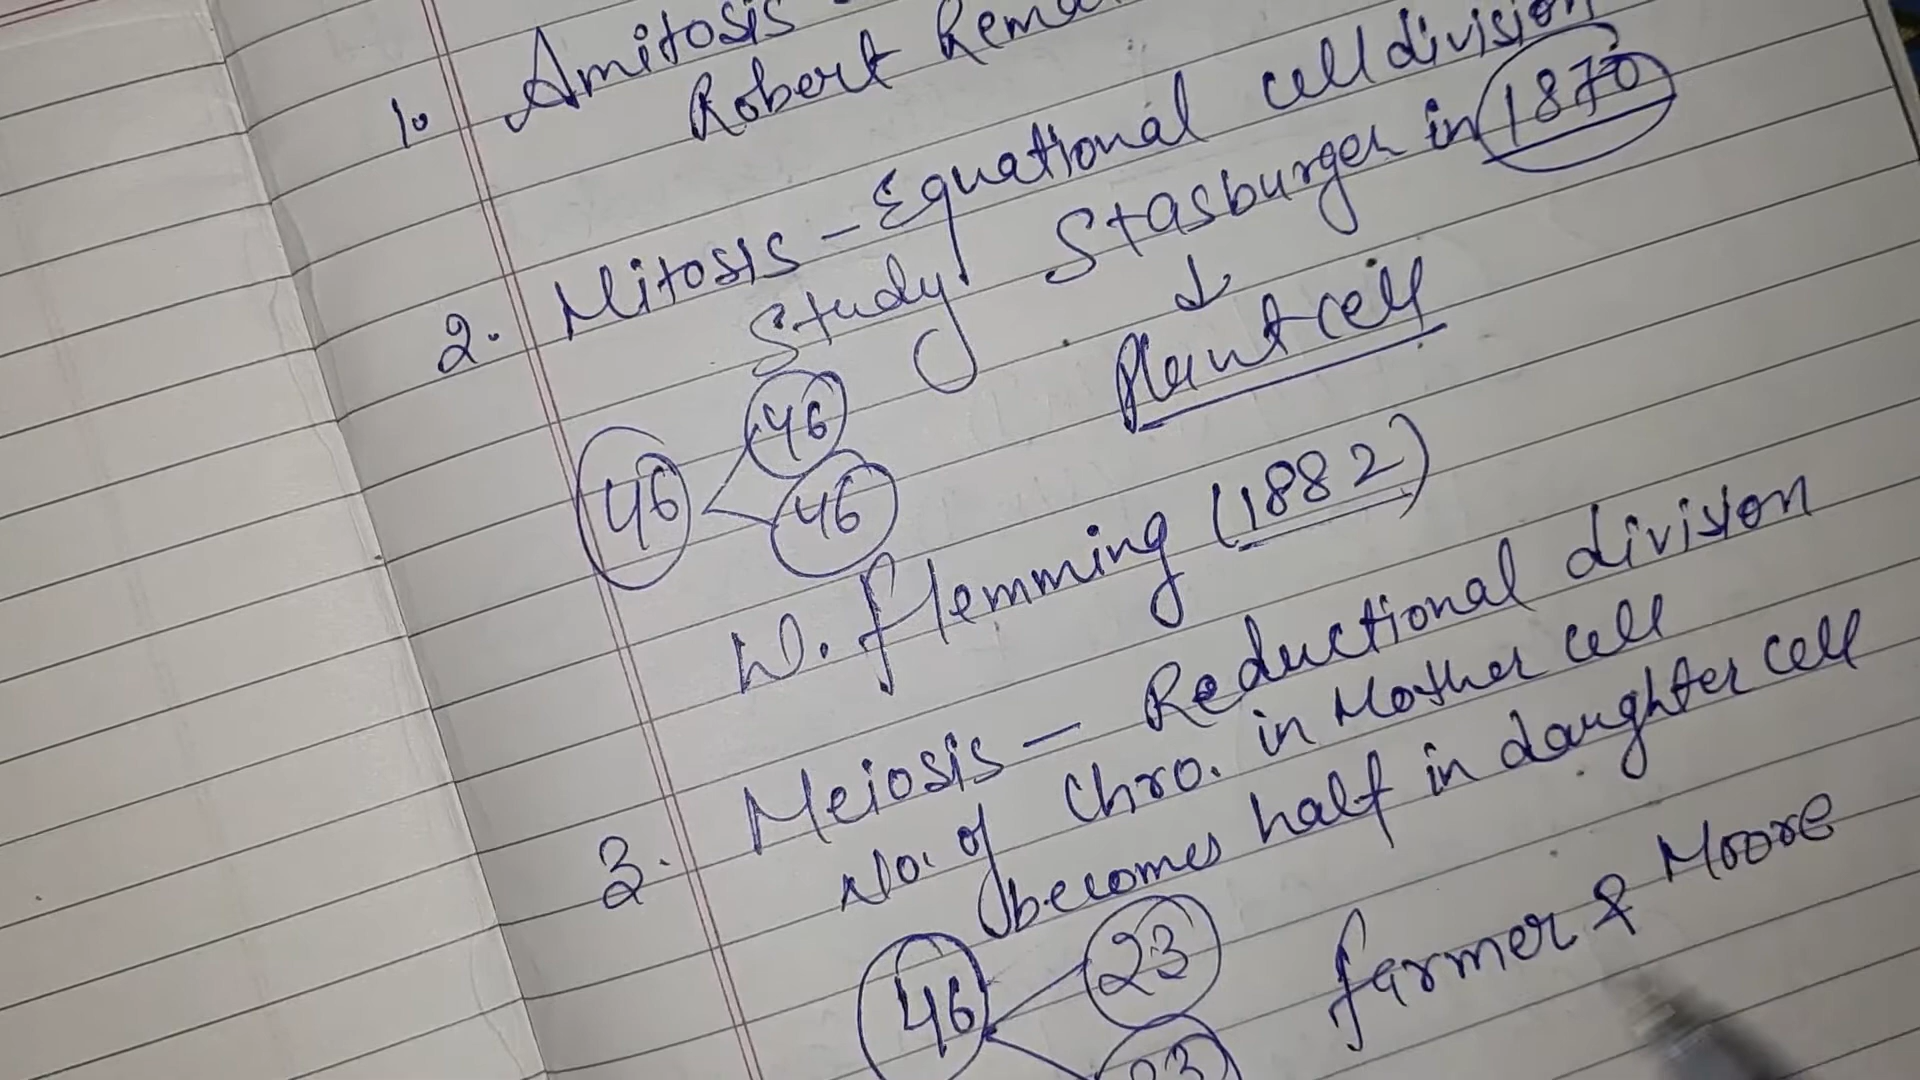 1. Amitosis
Robert Rema
2. Mitosis - Equational cell division
Study Stasburger in 1870
↓
Plant cell
46 46
46
W. Flemming (1882)
3. Meiosis - Reductional division
No. of Chro. in Mother cell
becomes half in daughter cell
46 23
23
Farmer & Moore